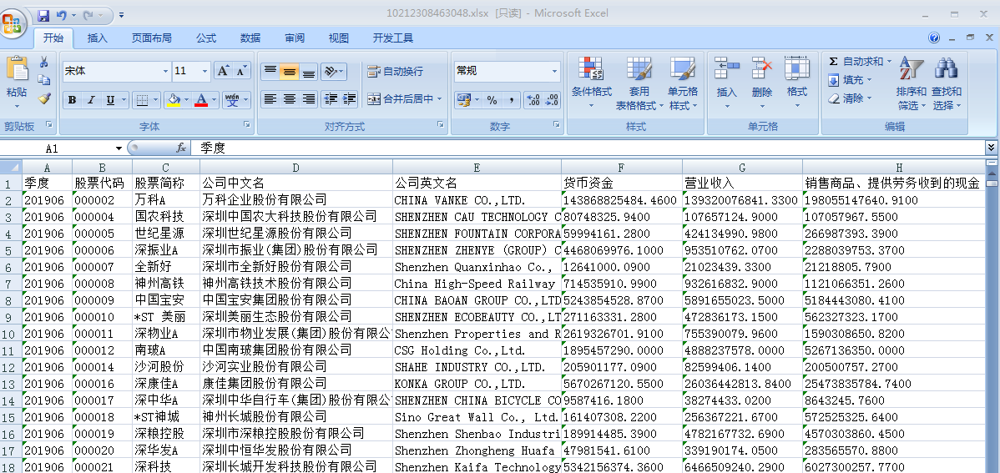 10212308463048.xlsx [只读] - Microsoft Excel
开始 插入 页面布局 公式 数据 审阅 视图 开发工具
宋体 11 自动换行 常规 Σ 自动求和
粘贴 条件格式 套用 表格格式 单元格 样式 插入 删除 格式 填充 排序和 筛选 查找和 选择
B I U wén 文 合并后居中 % , 清除
剪贴板 字体 对齐方式 数字 样式 单元格 编辑
A1 fx 季度
A B C D E F G H
1 季度 股票代码 股票简称 公司中文名 公司英文名 货币资金 营业收入 销售商品、提供劳务收到的现金
2 201906 000002 万科A 万科企业股份有限公司 CHINA VANKE CO.,LTD. 143868825484.4600 139320076841.3300 198055147640.9100
3 201906 000004 国农科技 深圳中国农大科技股份有限公司 SHENZHEN CAU TECHNOLOGY C 80748325.9400 107657124.9000 107057967.5500
4 201906 000005 世纪星源 深圳世纪星源股份有限公司 SHENZHEN FOUNTAIN CORPORA 59994161.2800 424134990.9800 266987393.3900
5 201906 000006 深振业A 深圳市振业(集团)股份有限公司 SHENZHEN ZHENYE (GROUP) C 4468069976.1000 953510762.0700 2288039753.3700
6 201906 000007 全新好 深圳市全新好股份有限公司 Shenzhen Quanxinhao Co., 12641000.0900 21023439.3300 21218805.7900
7 201906 000008 神州高铁 神州高铁技术股份有限公司 China High-Speed Railway 714535910.9900 932616832.9000 1121066351.2600
8 201906 000009 中国宝安 中国宝安集团股份有限公司 CHINA BAOAN GROUP CO.,LTD 5243854528.8700 5891655023.5000 5184443080.4100
9 201906 000010 *ST 美丽 深圳美丽生态股份有限公司 SHENZHEN ECOBEAUTY CO.,LT 271163331.2800 472836173.1500 562327323.1700
10 201906 000011 深物业A 深圳市物业发展(集团)股份有限公 Shenzhen Properties and R 2619326701.9100 755390079.9600 1590308650.8200
11 201906 000012 南玻A 中国南玻集团股份有限公司 CSG Holding Co.,Ltd. 1895457290.0000 4888237578.0000 5267136350.0000
12 201906 000014 沙河股份 沙河实业股份有限公司 SHAHE INDUSTRY CO.,LTD. 205901177.0900 82599406.1400 200500757.2700
13 201906 000016 深康佳A 康佳集团股份有限公司 KONKA GROUP CO.,LTD. 5670267120.5500 26036442813.8400 25473835784.7400
14 201906 000017 深中华A 深圳中华自行车(集团)股份有限公 SHENZHEN CHINA BICYCLE CO 9587416.1800 38274433.0200 8643245.7600
15 201906 000018 *ST神城 神州长城股份有限公司 Sino Great Wall Co., Ltd. 161407308.2200 256367221.6700 572525325.6400
16 201906 000019 深粮控股 深圳市深粮控股股份有限公司 Shenzhen Shenbao Industri 189914485.3900 4782167732.6900 4570303860.4500
17 201906 000020 深华发A 深圳中恒华发股份有限公司 Shenzhen Zhongheng Huafa 47981541.6100 339190174.0500 283565570.8800
18 201906 000021 深科技 深圳长城开发科技股份有限公司 Shenzhen Kaifa Technology 5342156374.3600 6466509240.2900 6027300257.7700